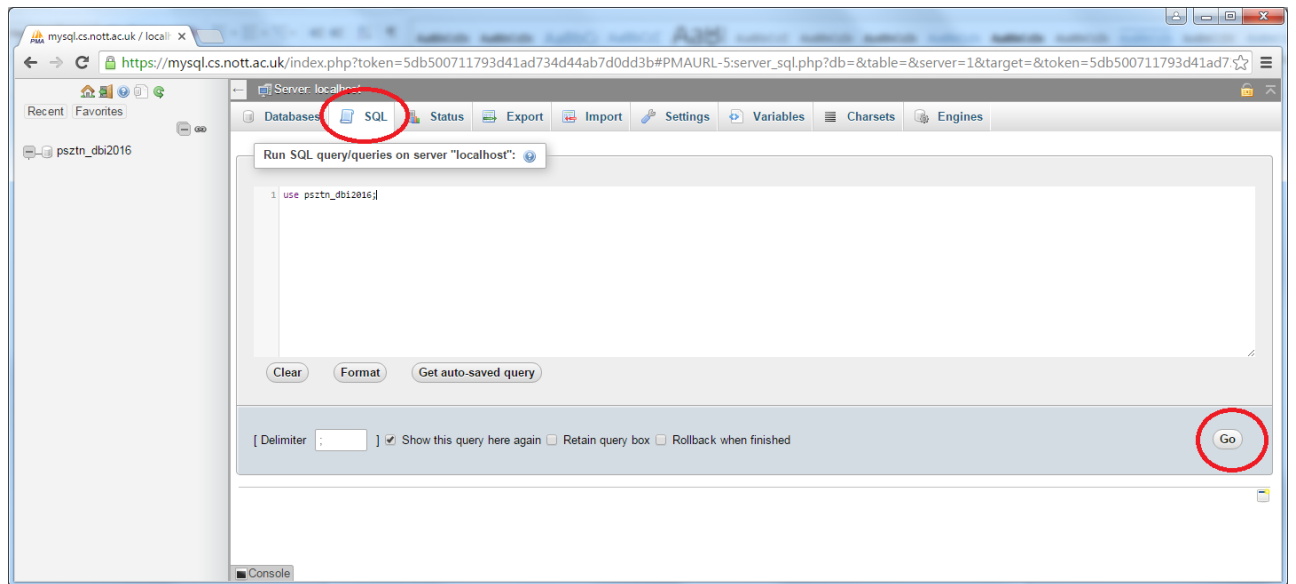 mysql.cs.nott.ac.uk / localh
https://mysql.cs.nott.ac.uk/index.php?token=5db500711793d41ad734d44ab7d0dd3b#PMAURL-5:server_sql.php?db=&table=&server=1&target=&token=5db500711793d41ad7
Recent Favorites
psztn_dbi2016
Server: localhost
Databases SQL Status Export Import Settings Variables Charsets Engines
Run SQL query/queries on server "localhost":
1 use psztn_dbi2016;
Clear Format Get auto-saved query
[ Delimiter ; ] Show this query here again Retain query box Rollback when finished
Go
Console